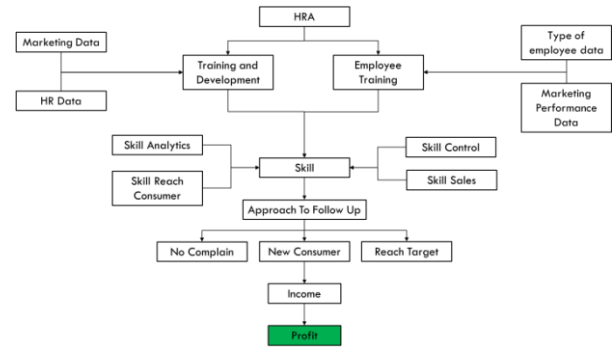 HRA
Marketing Data
Type of
employee data
Training and
Development
Employee
Training
HR Data
Marketing
Performance
Data
Skill Analytics
Skill Control
Skill
Skill Reach
Consumer
Skill Sales
Approach To Follow Up
No Complain
New Consumer
Reach Target
Income
Profit